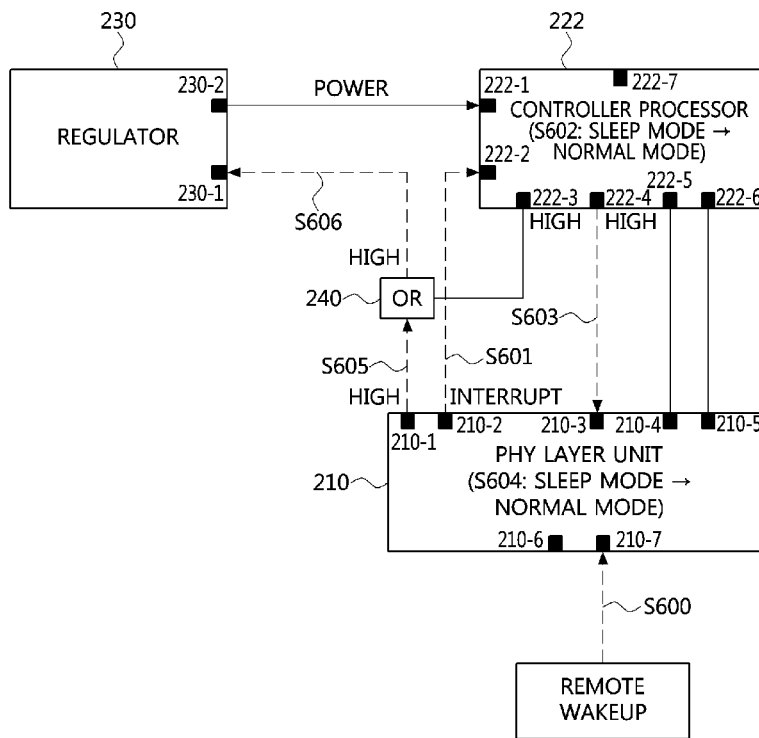 230
222
230-2
POWER
222-1
222-7
REGULATOR
CONTROLLER PROCESSOR
(S602: SLEEP MODE →
NORMAL MODE)
222-2
230-1
222-5
222-3
222-4
222-6
S606
HIGH
HIGH
HIGH
240
OR
S603
S605
S601
HIGH
INTERRUPT
210-1
210-2
210-3
210-4
210-5
PHY LAYER UNIT
(S604: SLEEP MODE →
NORMAL MODE)
210
210-6
210-7
S600
REMOTE
WAKEUP